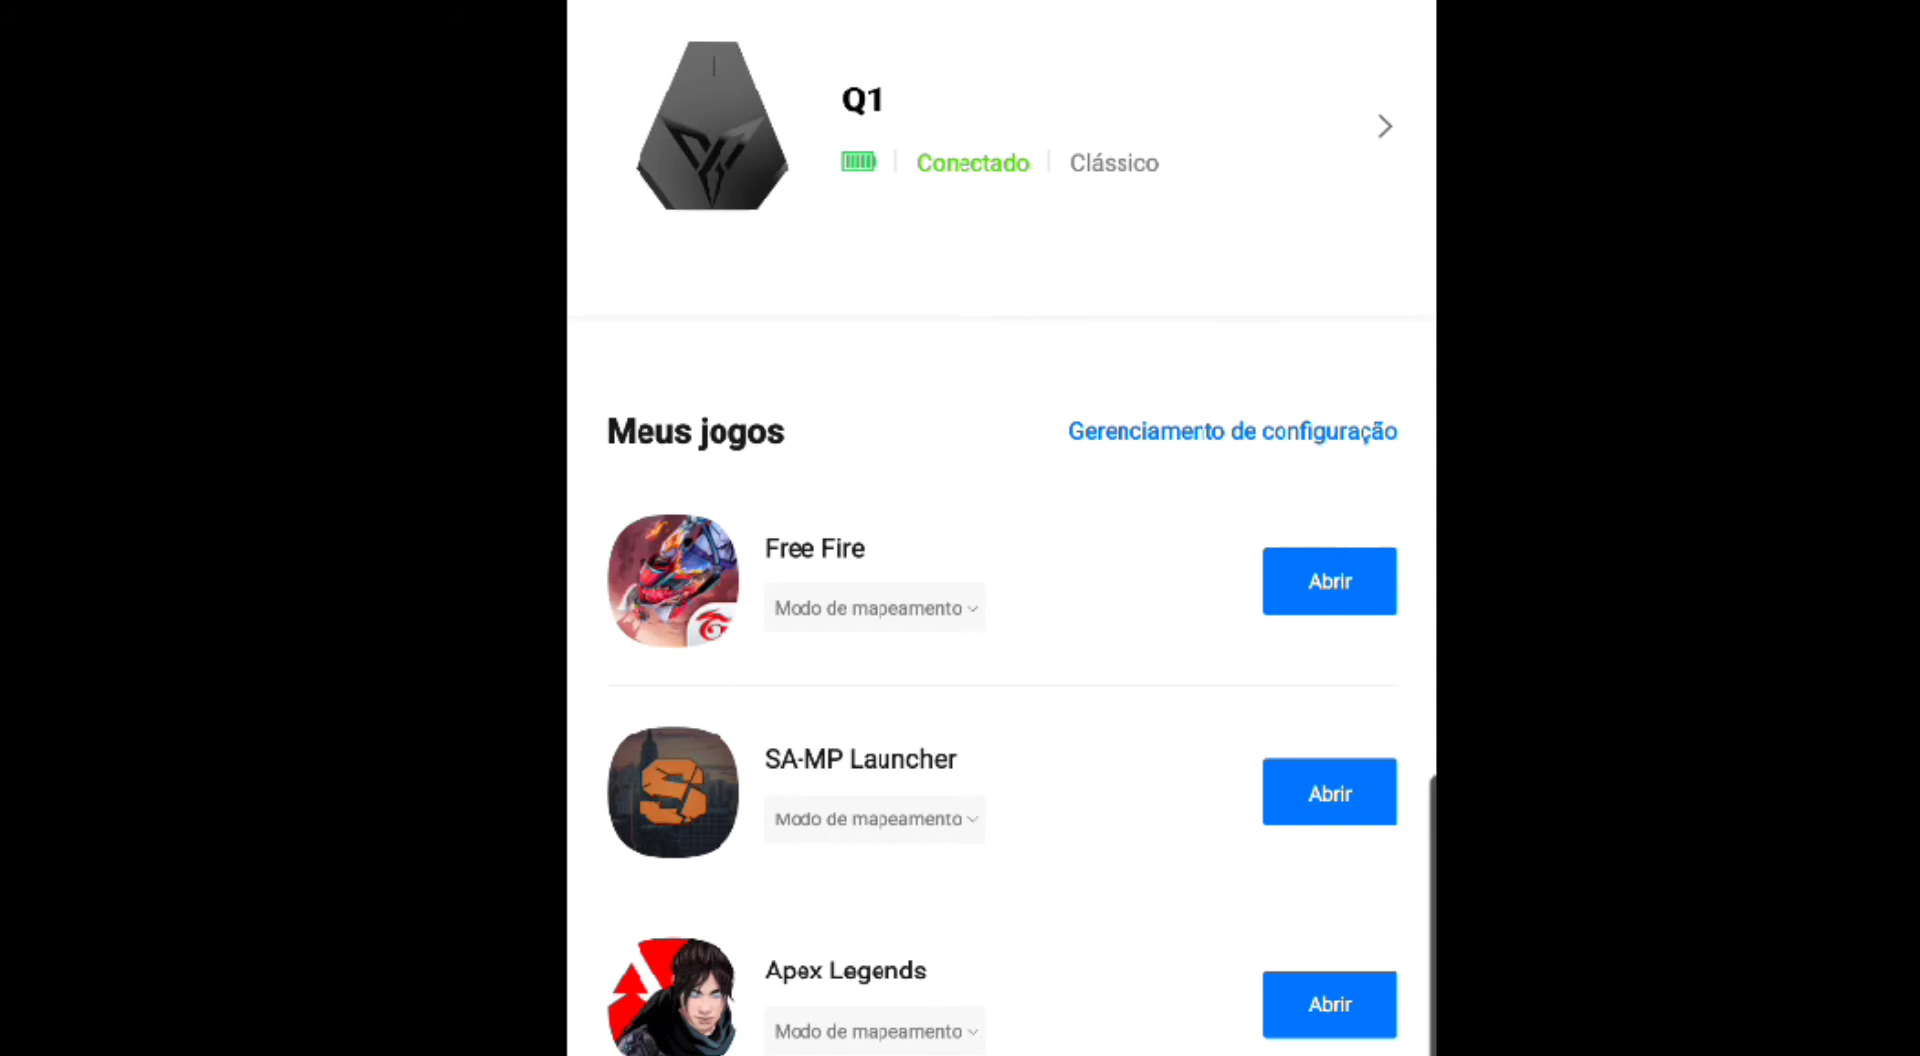 Q1
Conectado
Clássico
Meus jogos
Gerenciamento de configuração
Free Fire
Modo de mapeamento
Abrir
SA-MP Launcher
Modo de mapeamento
Abrir
Apex Legends
Modo de mapeamento
Abrir